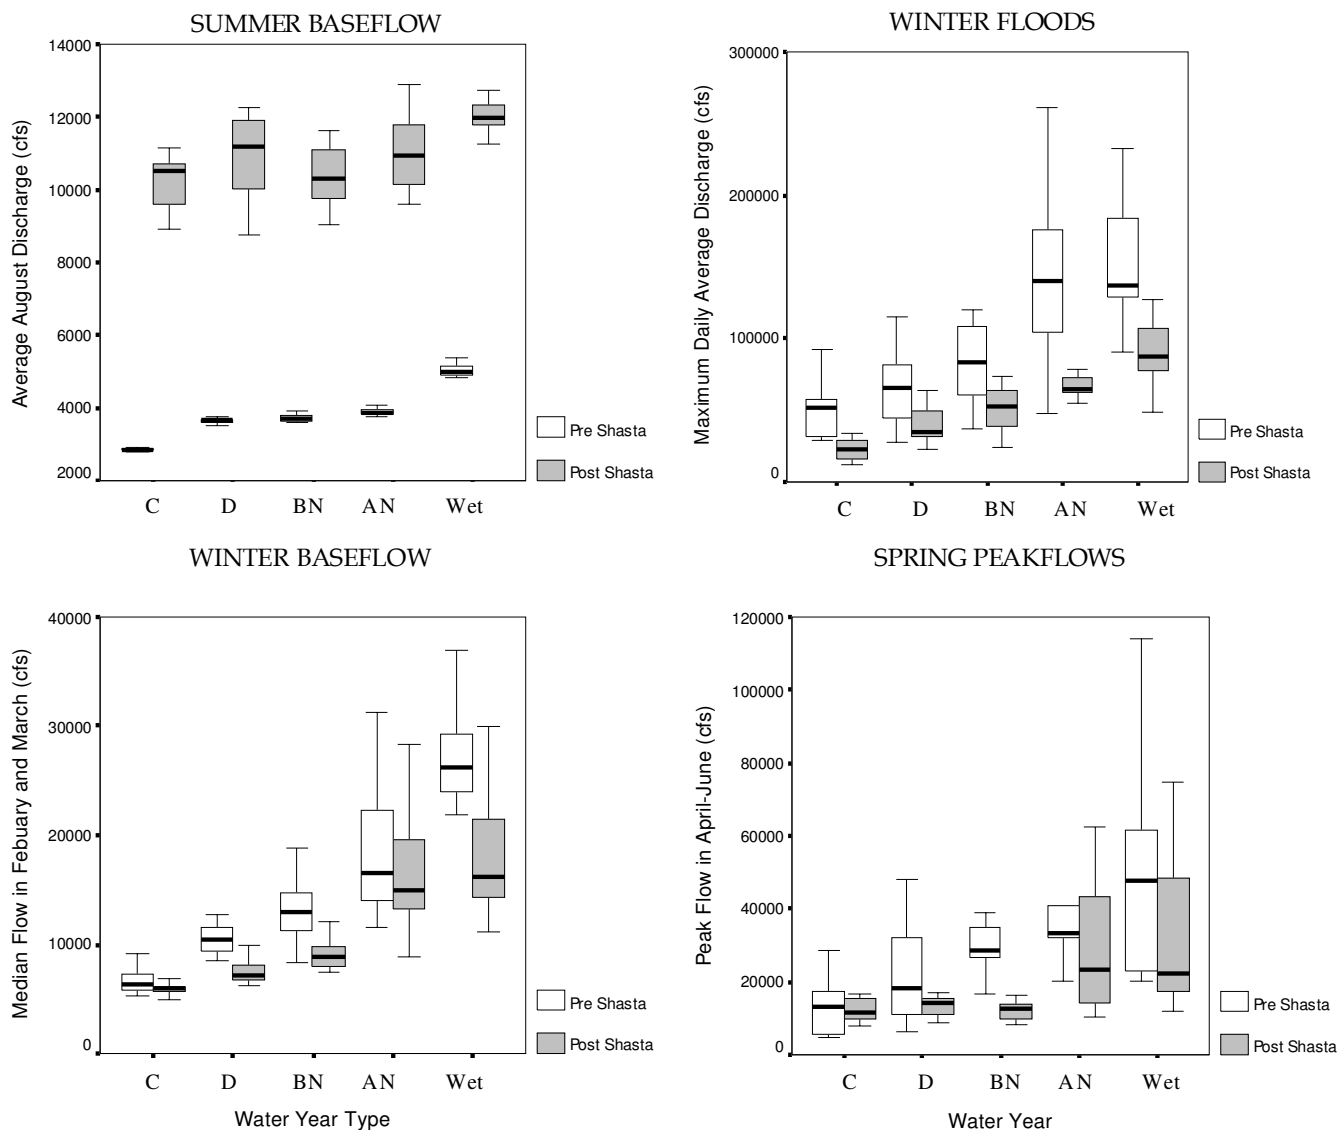 SUMMER BASEFLOW
Average August Discharge (cfs)
14000
12000
10000
8000
6000
4000
2000
C D BN AN Wet
Pre Shasta
Post Shasta
WINTER FLOODS
Maximum Daily Average Discharge (cfs)
300000
200000
100000
0
C D BN AN Wet
Pre Shasta
Post Shasta
WINTER BASEFLOW
Median Flow in Febuary and March (cfs)
40000
30000
20000
10000
0
C D BN AN Wet
Water Year Type
Pre Shasta
Post Shasta
SPRING PEAKFLOWS
Peak Flow in April-June (cfs)
120000
100000
80000
60000
40000
20000
0
C D BN AN Wet
Water Year
Pre Shasta
Post Shasta